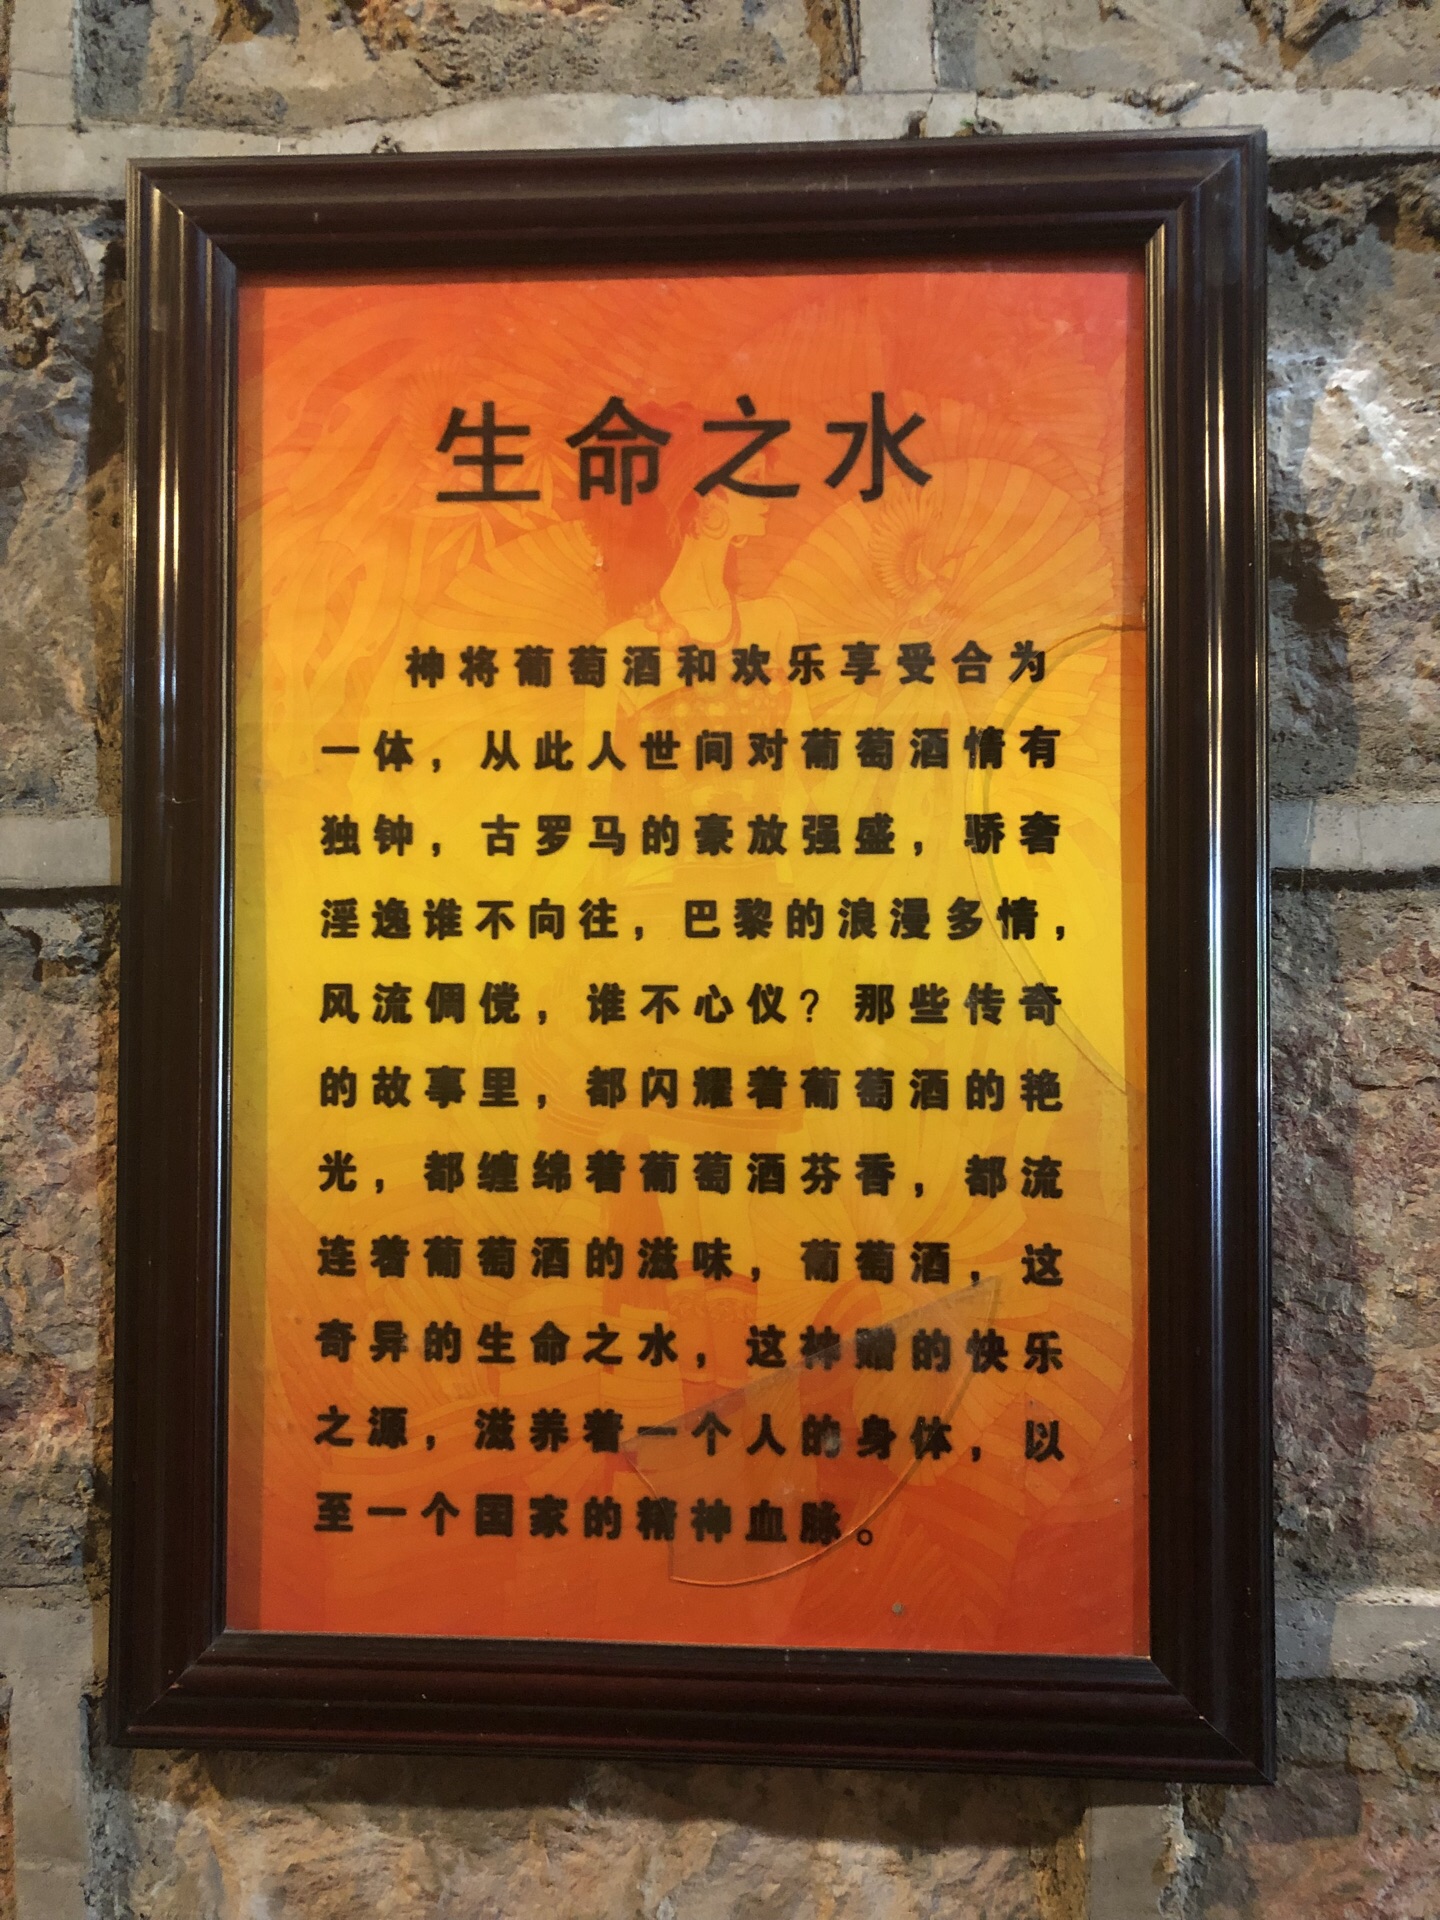 生命之水
神将葡萄酒和欢乐享受合为
一体，从此人世间对葡萄酒情有
独钟，古罗马的豪放强盛，骄奢
淫逸谁不向往，巴黎的浪漫多情，
风流倜傥，谁不心仪？那些传奇
的故事里，都闪耀着葡萄酒的艳
光，都缠绵着葡萄酒芬香，都流
连着葡萄酒的滋味，葡萄酒，这
奇异的生命之水，这神赠的快乐
之源，滋养着一个人的身体，以
至一个国家的精神血脉。